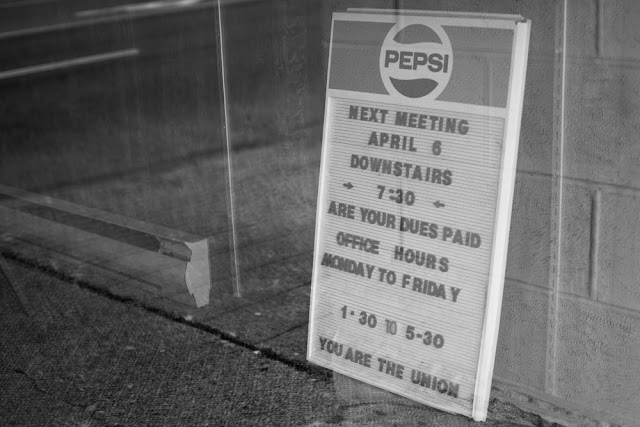 PEPSI
NEXT MEETING
APRIL 6
DOWNSTAIRS
→ 7:30 ←
ARE YOUR DUES PAID
OFFICE HOURS
MONDAY TO FRIDAY
1·30 TO 5-30
YOU ARE THE UNION